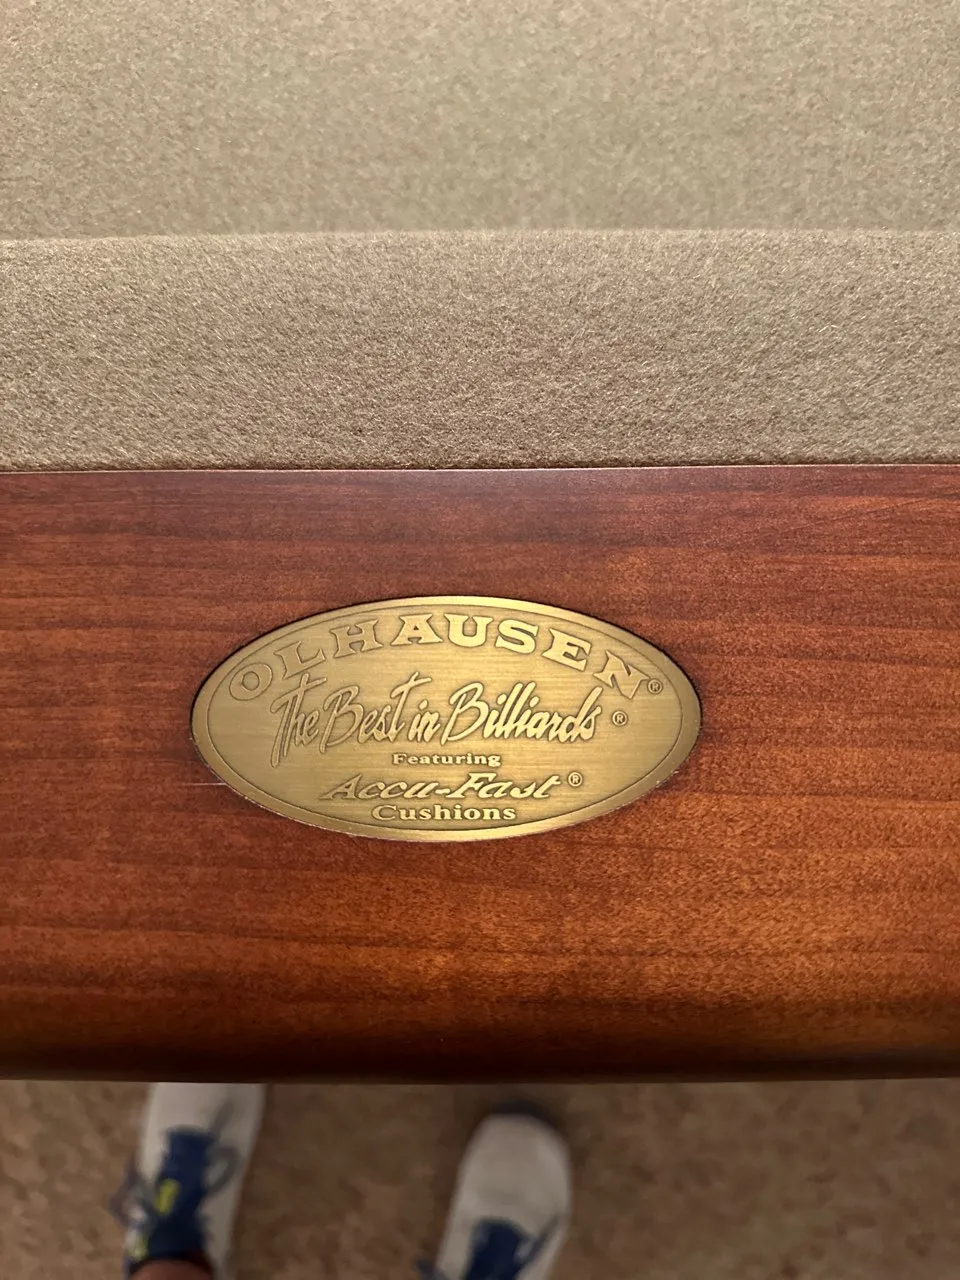 OLHAUSEN®
The Best in Billiards®
Featuring
Accu-Fast®
Cushions